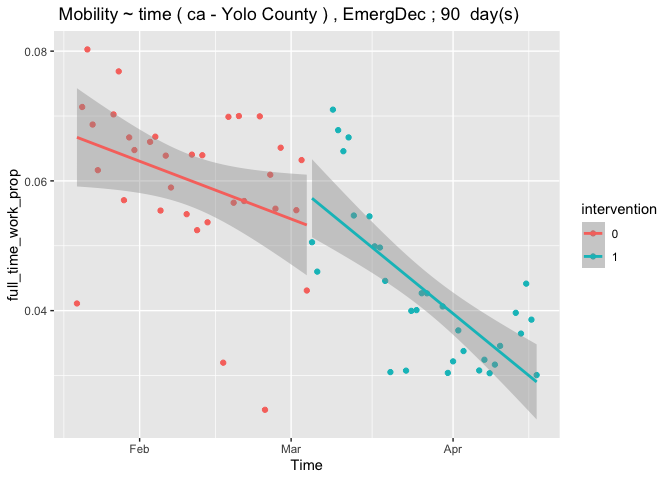 Mobility ~ time ( ca - Yolo County ) , EmergDec ; 90 day(s)
0.08
0.06
0.04
full_time_work_prop
Feb
Mar
Apr
Time
intervention
0
1